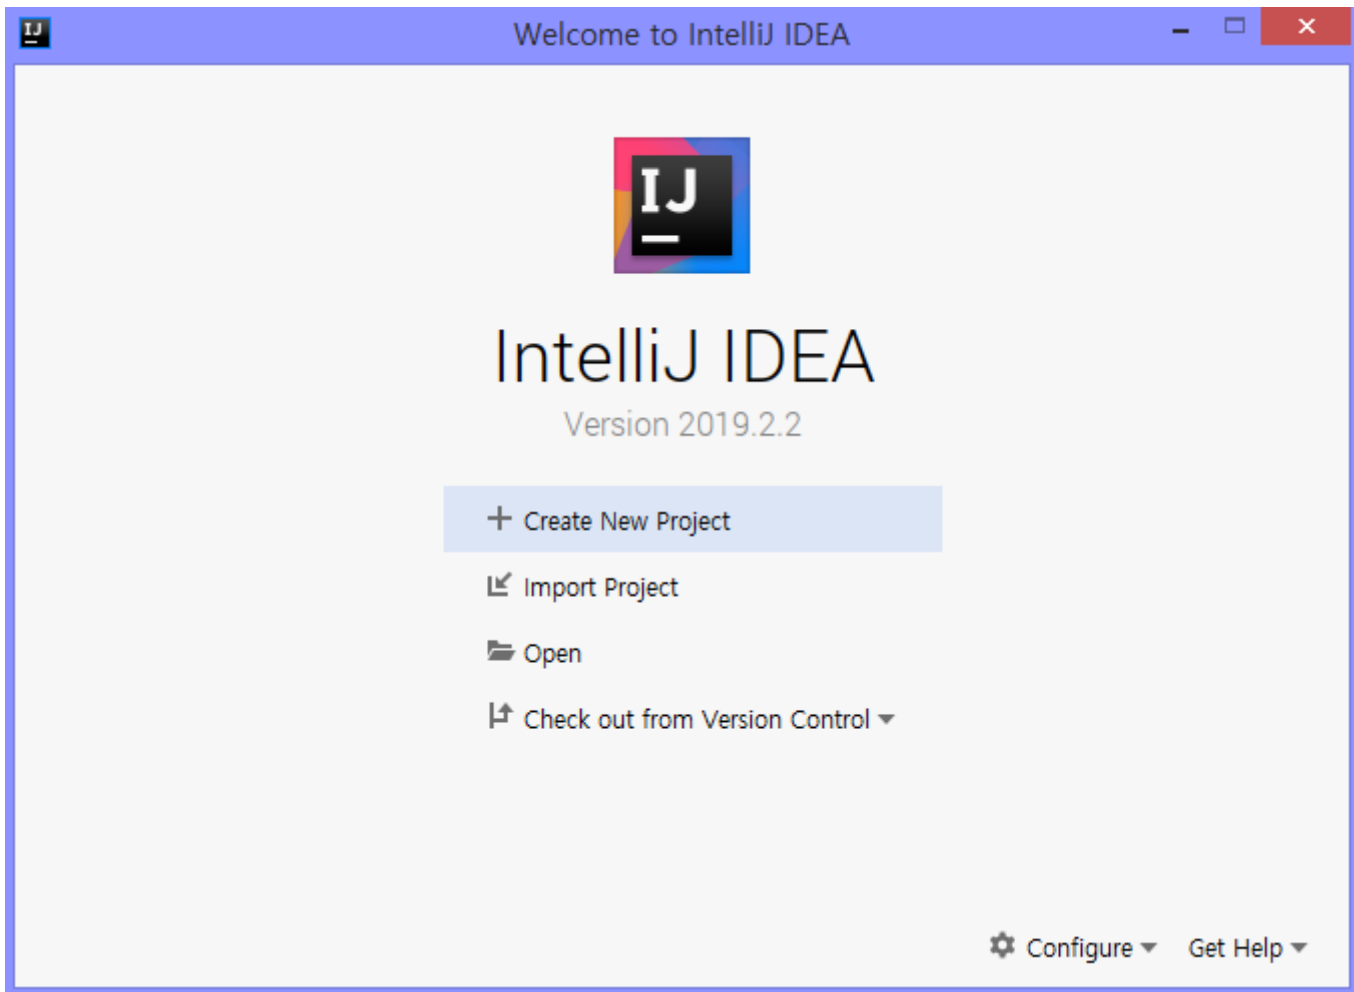 IJ
Welcome to IntelliJ IDEA
IJ
IntelliJ IDEA
Version 2019.2.2
Create New Project
Import Project
Open
Check out from Version Control
Configure
Get Help